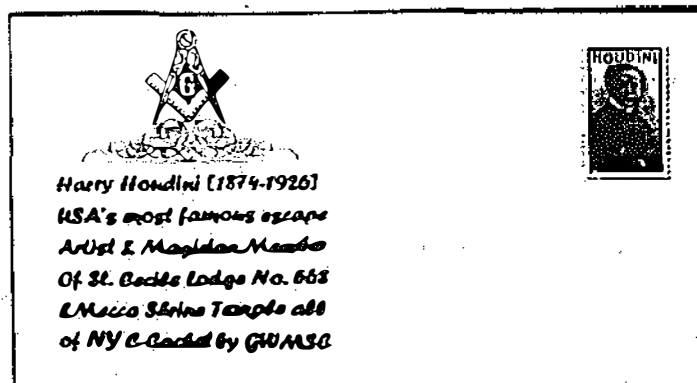 G
HOUDINI
Harry Houdini [1874-1926]
USA's most famous escape
Artist & Magician Member
Of St. Cecile Lodge No. 568
& Mecca Shrine Temple all
of NY by GWMSC